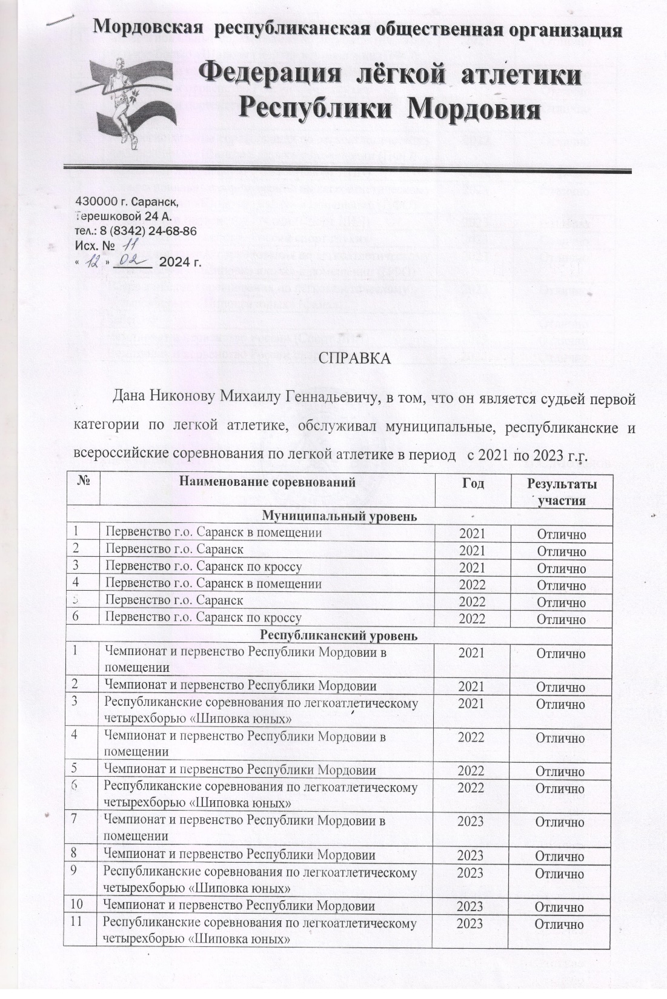 Мордовская республиканская общественная организация
Федерация лёгкой атлетики
Республики Мордовия
430000 г. Саранск,
Терешковой 24 А.
тел.: 8 (8342) 24-68-86
Исх. № 11
« 12 » 02 2024 г.
СПРАВКА
Дана Никонову Михаилу Геннадьевичу, в том, что он является судьей первой
категории по легкой атлетике, обслуживал муниципальные, республиканские и
всероссийские соревнования по легкой атлетике в период с 2021 по 2023 г.г.
№ Наименование соревнований Год Результаты
участия
Муниципальный уровень
1 Первенство г.о. Саранск в помещении 2021 Отлично
2 Первенство г.о. Саранск 2021 Отлично
3 Первенство г.о. Саранск по кроссу 2021 Отлично
4 Первенство г.о. Саранск в помещении 2022 Отлично
5 Первенство г.о. Саранск 2022 Отлично
6 Первенство г.о. Саранск по кроссу 2022 Отлично
Республиканский уровень
1 Чемпионат и первенство Республики Мордовии в 2021 Отлично
помещении
2 Чемпионат и первенство Республики Мордовии 2021 Отлично
3 Республиканские соревнования по легкоатлетическому 2021 Отлично
четырехборью «Шиповка юных»
4 Чемпионат и первенство Республики Мордовии в 2022 Отлично
помещении
5 Чемпионат и первенство Республики Мордовии 2022 Отлично
6 Республиканские соревнования по легкоатлетическому 2022 Отлично
четырехборью «Шиповка юных»
7 Чемпионат и первенство Республики Мордовии в 2023 Отлично
помещении
8 Чемпионат и первенство Республики Мордовии 2023 Отлично
9 Республиканские соревнования по легкоатлетическому 2023 Отлично
четырехборью «Шиповка юных»
10 Чемпионат и первенство Республики Мордовии 2023 Отлично
11 Республиканские соревнования по легкоатлетическому 2023 Отлично
четырехборью «Шиповка юных»